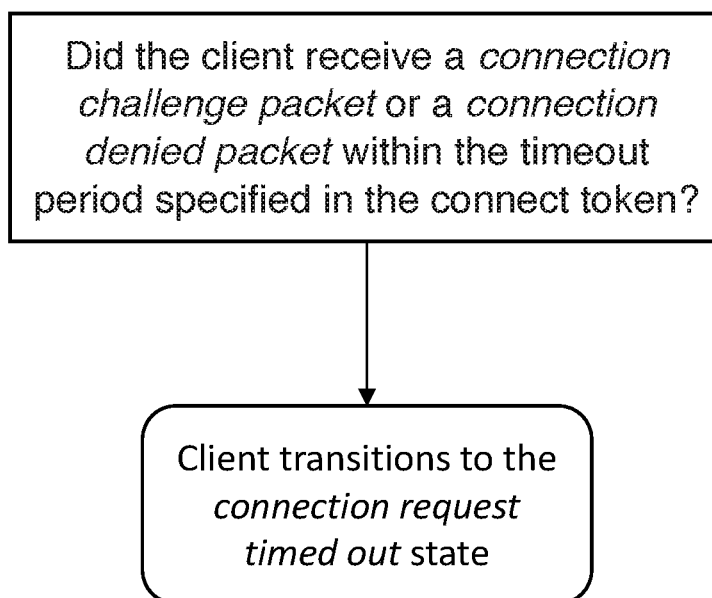 Did the client receive a connection
challenge packet or a connection
denied packet within the timeout
period specified in the connect token?
Client transitions to the
connection request
timed out state